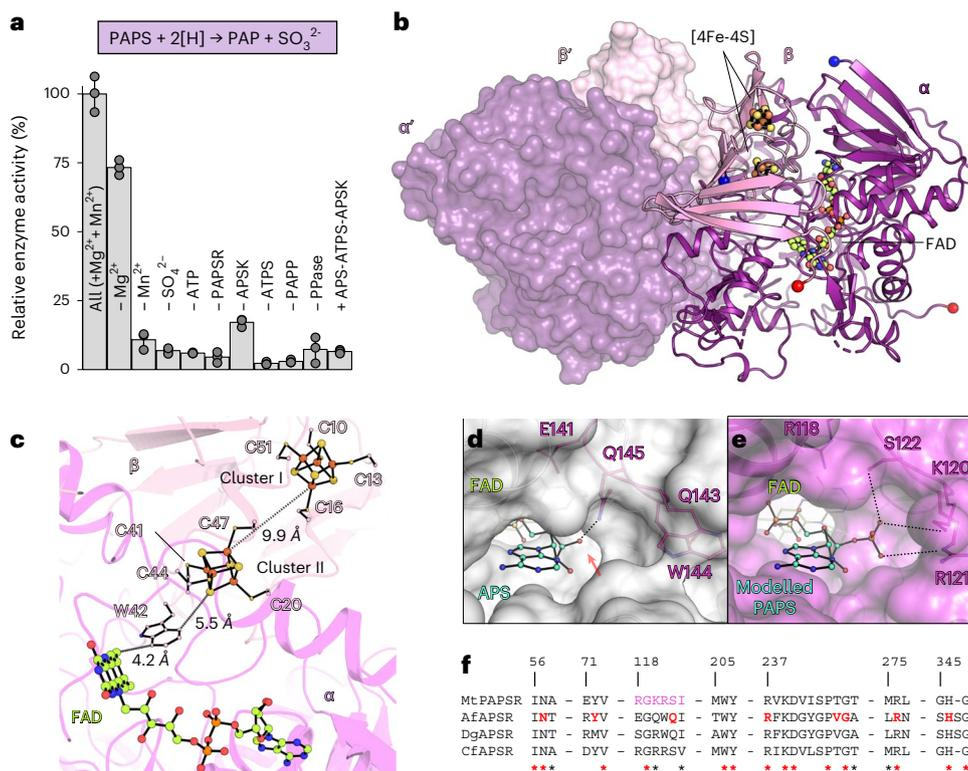 a
PAPS + 2[H] → PAP + SO₃²⁻
Relative enzyme activity (%)
100
75
50
25
0
All (+Mg²⁺+ Mn²⁺)
– Mg²⁺
– Mn²⁺
– SO₄²⁻
– ATP
– PAPSR
– APSK
– ATPS
– PAPP
– PPase
+ APS-ATPS-APSK
b
[4Fe-4S]
β′
β
α′
α
FAD
c
C10
C51
β
Cluster I
C13
C16
C41
C47
9.9 Å
Cluster II
C44
C20
W42
5.5 Å
4.2 Å
FAD
α
d
E141
Q145
FAD
Q143
APS
W144
e
R118
S122
K120
FAD
Modelled
PAPS
R121
f
56 71 118 205 237 275 345
MtPAPSR INA – EYV – RGKRSI – MWY – RVKDVISPTGT – MRL – GH-G
AfAPSR INT – RYV – EGQWQI – TWY – RFKDGYGPVGA – LRN – SHSG
DgAPSR INT – RMV – SGRWQI – AWY – RFKDGYGPVGA – LRN – SHSG
CfAPSR INA – DYV – RGRRSV – MWY – RIKDVLSPTGT – MRL – GH-G
*** * ** * ** * ** * ** ** * *